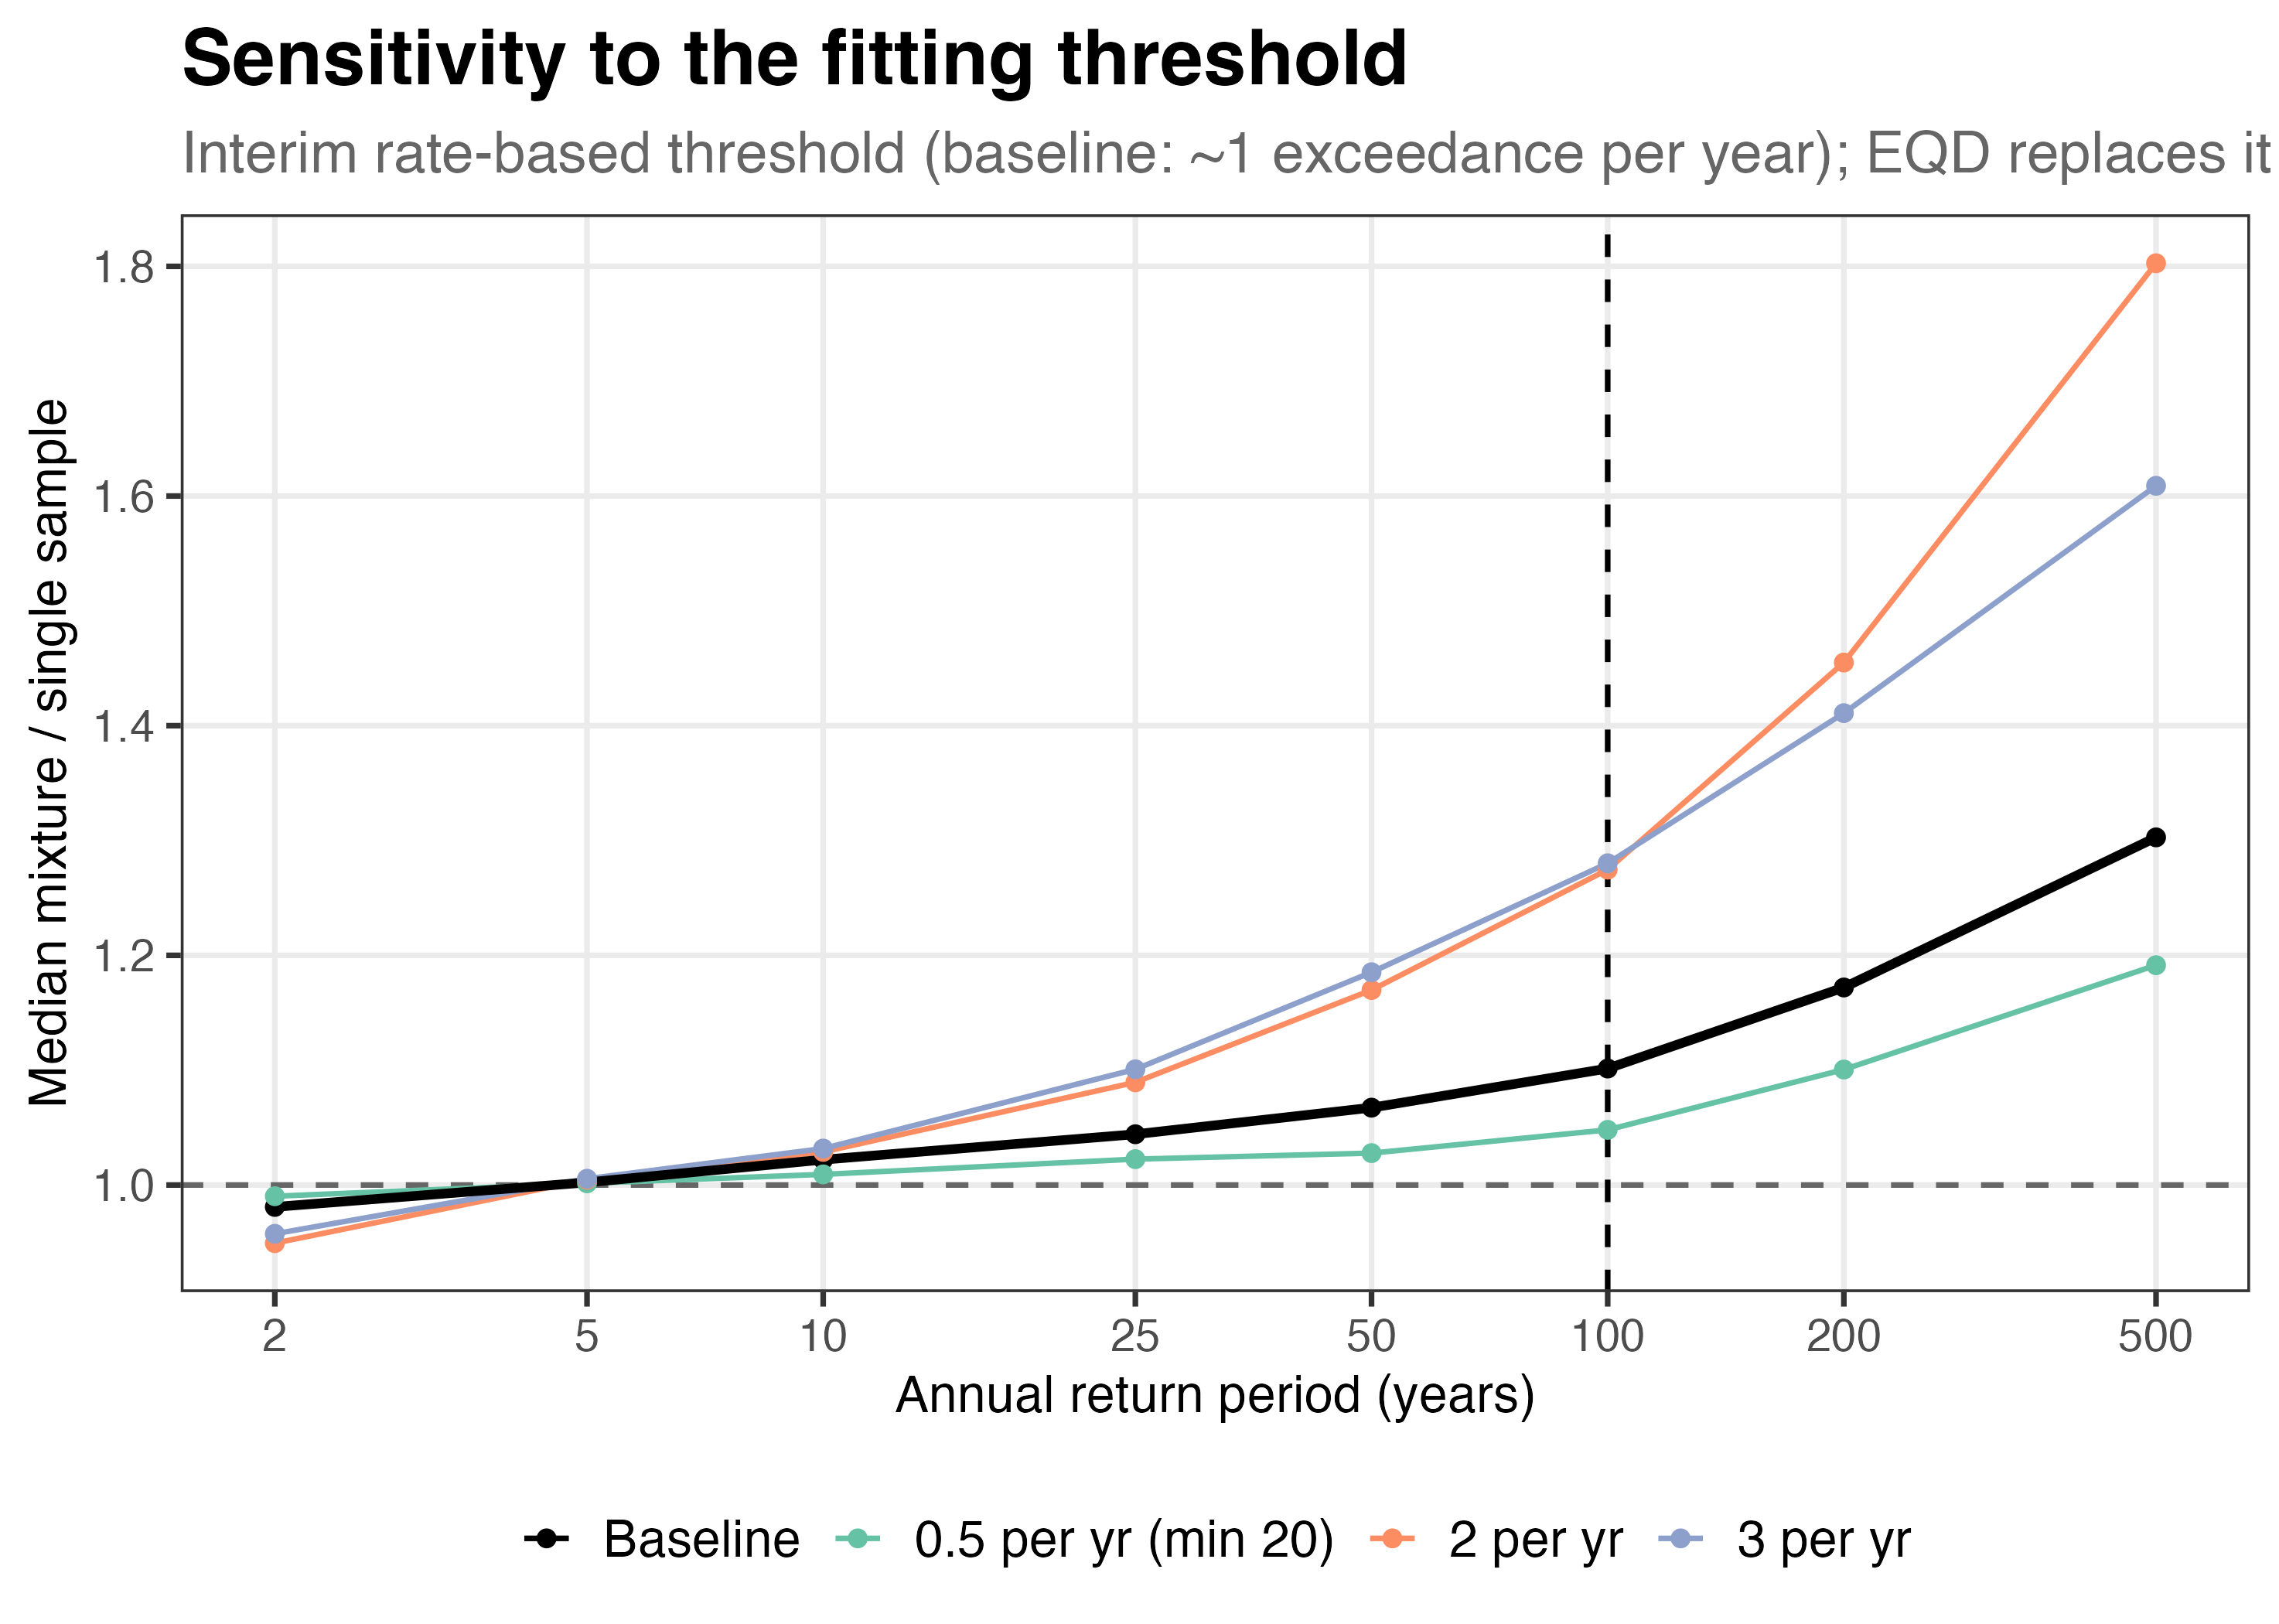 Sensitivity to the fitting threshold
Interim rate-based threshold (baseline: ~1 exceedance per year); EQD replaces it
Median mixture / single sample
1.8
1.6
1.4
1.2
1.0
2 5 10 25 50 100 200 500
Annual return period (years)
Baseline 0.5 per yr (min 20) 2 per yr 3 per yr